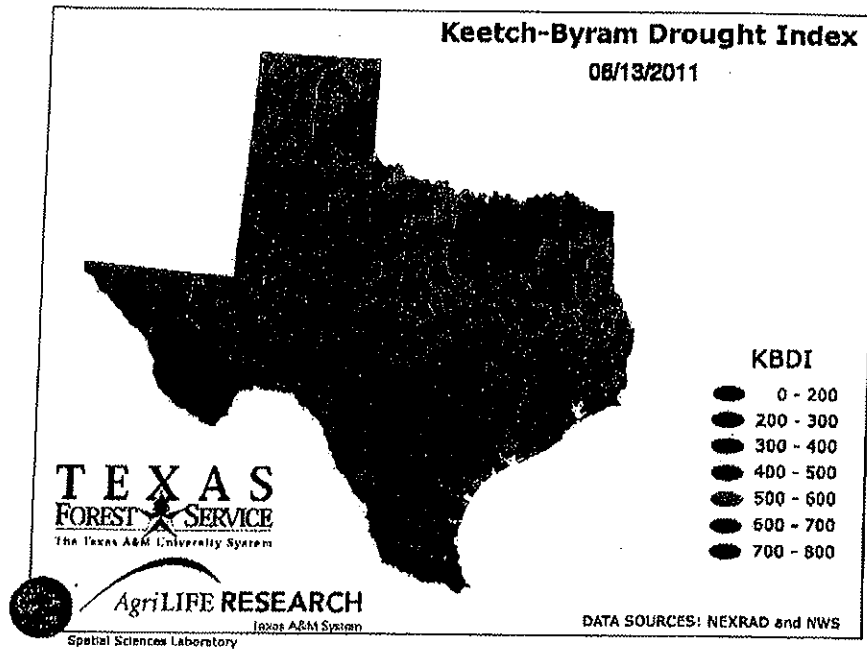 Keetch-Byram Drought Index
06/13/2011
KBDI
0 - 200
200 - 300
300 - 400
400 - 500
500 - 600
600 - 700
700 - 800
TEXAS
FOREST SERVICE
The Texas A&M University System
AgriLIFE RESEARCH
Texas A&M System
Spatial Sciences Laboratory
DATA SOURCES: NEXRAD and NWS